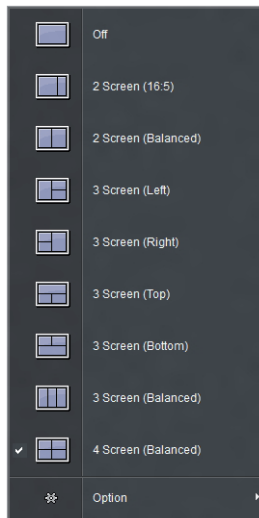 Off
2 Screen (16:5)
2 Screen (Balanced)
3 Screen (Left)
3 Screen (Right)
3 Screen (Top)
3 Screen (Bottom)
3 Screen (Balanced)
4 Screen (Balanced)
Option